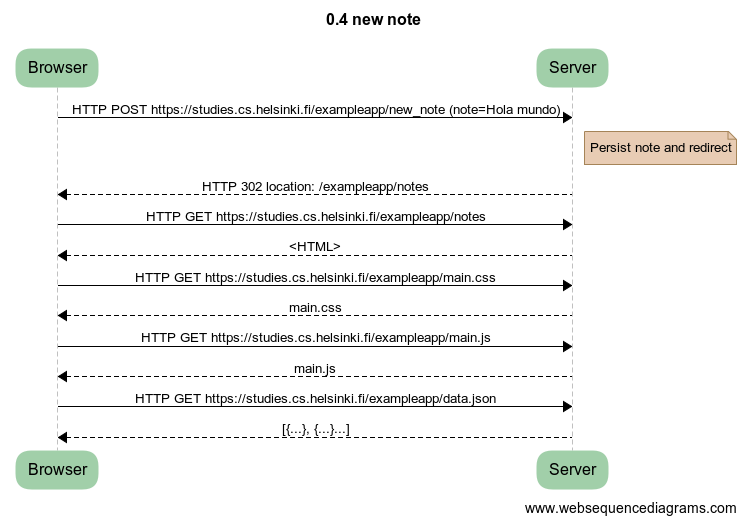 0.4 new note
Browser
Server
HTTP POST https://studies.cs.helsinki.fi/exampleapp/new_note (note=Hola mundo)
Persist note and redirect
HTTP 302 location: /exampleapp/notes
HTTP GET https://studies.cs.helsinki.fi/exampleapp/notes
<HTML>
HTTP GET https://studies.cs.helsinki.fi/exampleapp/main.css
main.css
HTTP GET https://studies.cs.helsinki.fi/exampleapp/main.js
main.js
HTTP GET https://studies.cs.helsinki.fi/exampleapp/data.json
[{...}, {...}...]
Browser
Server
www.websequencediagrams.com